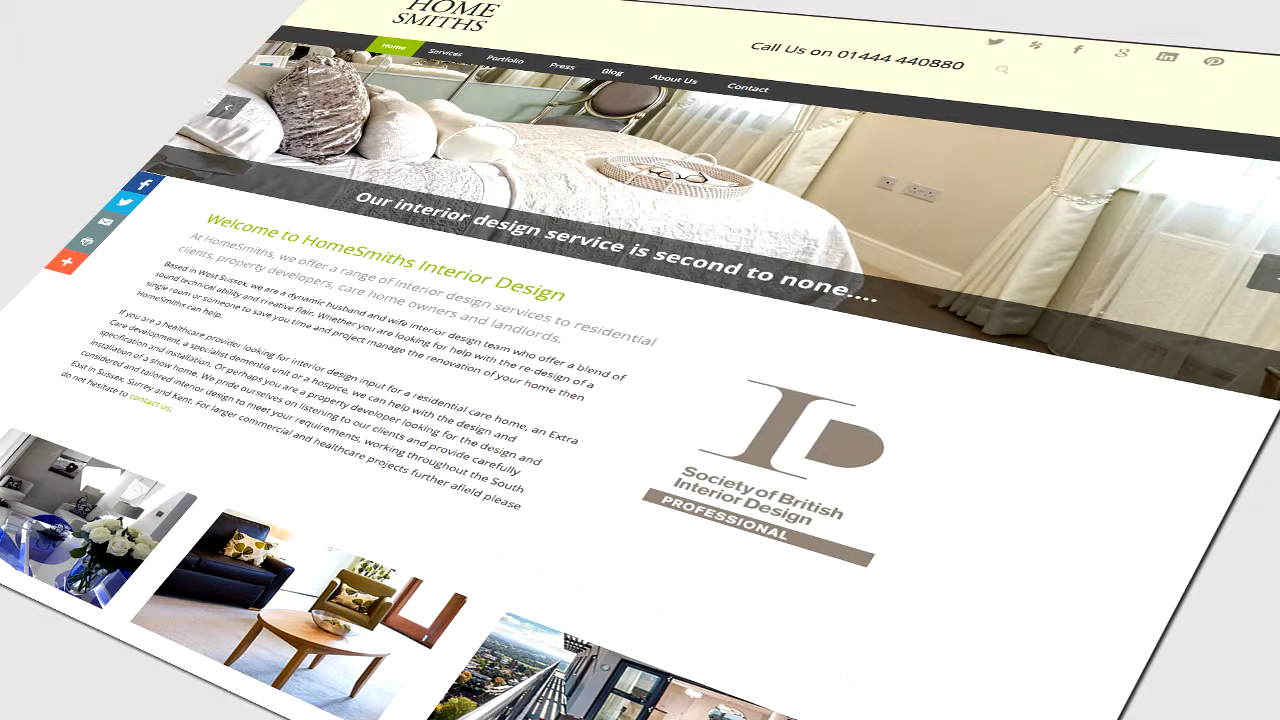 HOME
SMITHS
Call Us on 01444 440880
Home
Services
Portfolio
Press
Blog
About Us
Contact
Our interior design service is second to none....
Welcome to HomeSmiths Interior Design
At HomeSmiths, we offer a range of interior design services to residential
clients, property developers, care home owners and landlords.
Based in West Sussex, we are a dynamic husband and wife interior design team who offer a blend of
sound technical ability and creative flair. Whether you are looking for help with the re-design of a
single room or someone to save you time and project manage the renovation of your home then
HomeSmiths can help.
If you are a healthcare provider looking for interior design input for a residential care home, an Extra
Care development, a specialist dementia unit or a hospice, we can help with the design and
specification and installation. Or perhaps you are a property developer looking for the design and
installation of a show home. We pride ourselves on listening to our clients and provide carefully
considered and tailored interior design to meet your requirements, working throughout the South
East in Sussex, Surrey and Kent. For larger commercial and healthcare projects further afield please
do not hesitate to contact us.
Society of British
Interior Design
PROFESSIONAL